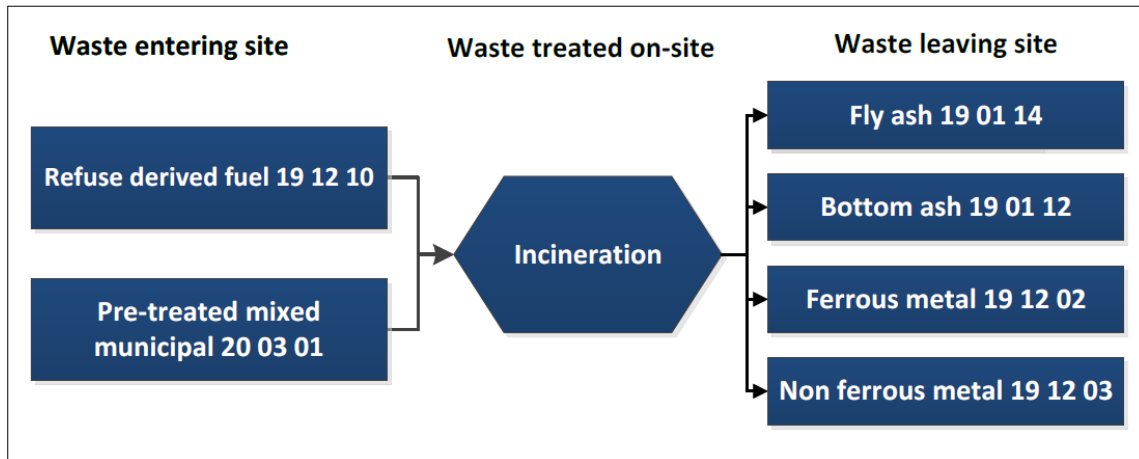 Waste entering site
Waste treated on-site
Waste leaving site
Refuse derived fuel 19 12 10
Pre-treated mixed
municipal 20 03 01
Incineration
Fly ash 19 01 14
Bottom ash 19 01 12
Ferrous metal 19 12 02
Non ferrous metal 19 12 03